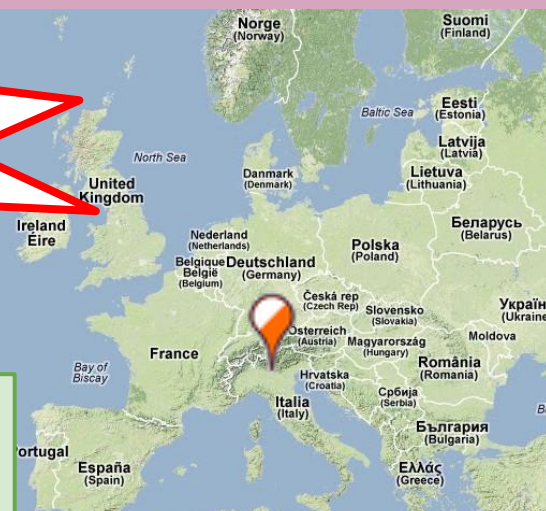 Norge
(Norway)
Suomi
(Finland)
Baltic Sea
Eesti
(Estonia)
Latvija
(Latvia)
North Sea
Danmark
(Denmark)
Lietuva
(Lithuania)
United
Kingdom
Ireland
Éire
Беларусь
(Belarus)
Nederland
(Netherlands)
Polska
(Poland)
Belgique
België
(Belgium)
Deutschland
(Germany)
Česká rep
(Czech Rep)
Slovensko
(Slovakia)
Україн
(Ukraine
Österreich
(Austria)
Magyarország
(Hungary)
Moldova
France
România
(Romania)
Bay of
Biscay
Hrvatska
(Croatia)
Србија
(Serbia)
Italia
(Italy)
България
(Bulgaria)
ortugal
España
(Spain)
Ελλάς
(Greece)